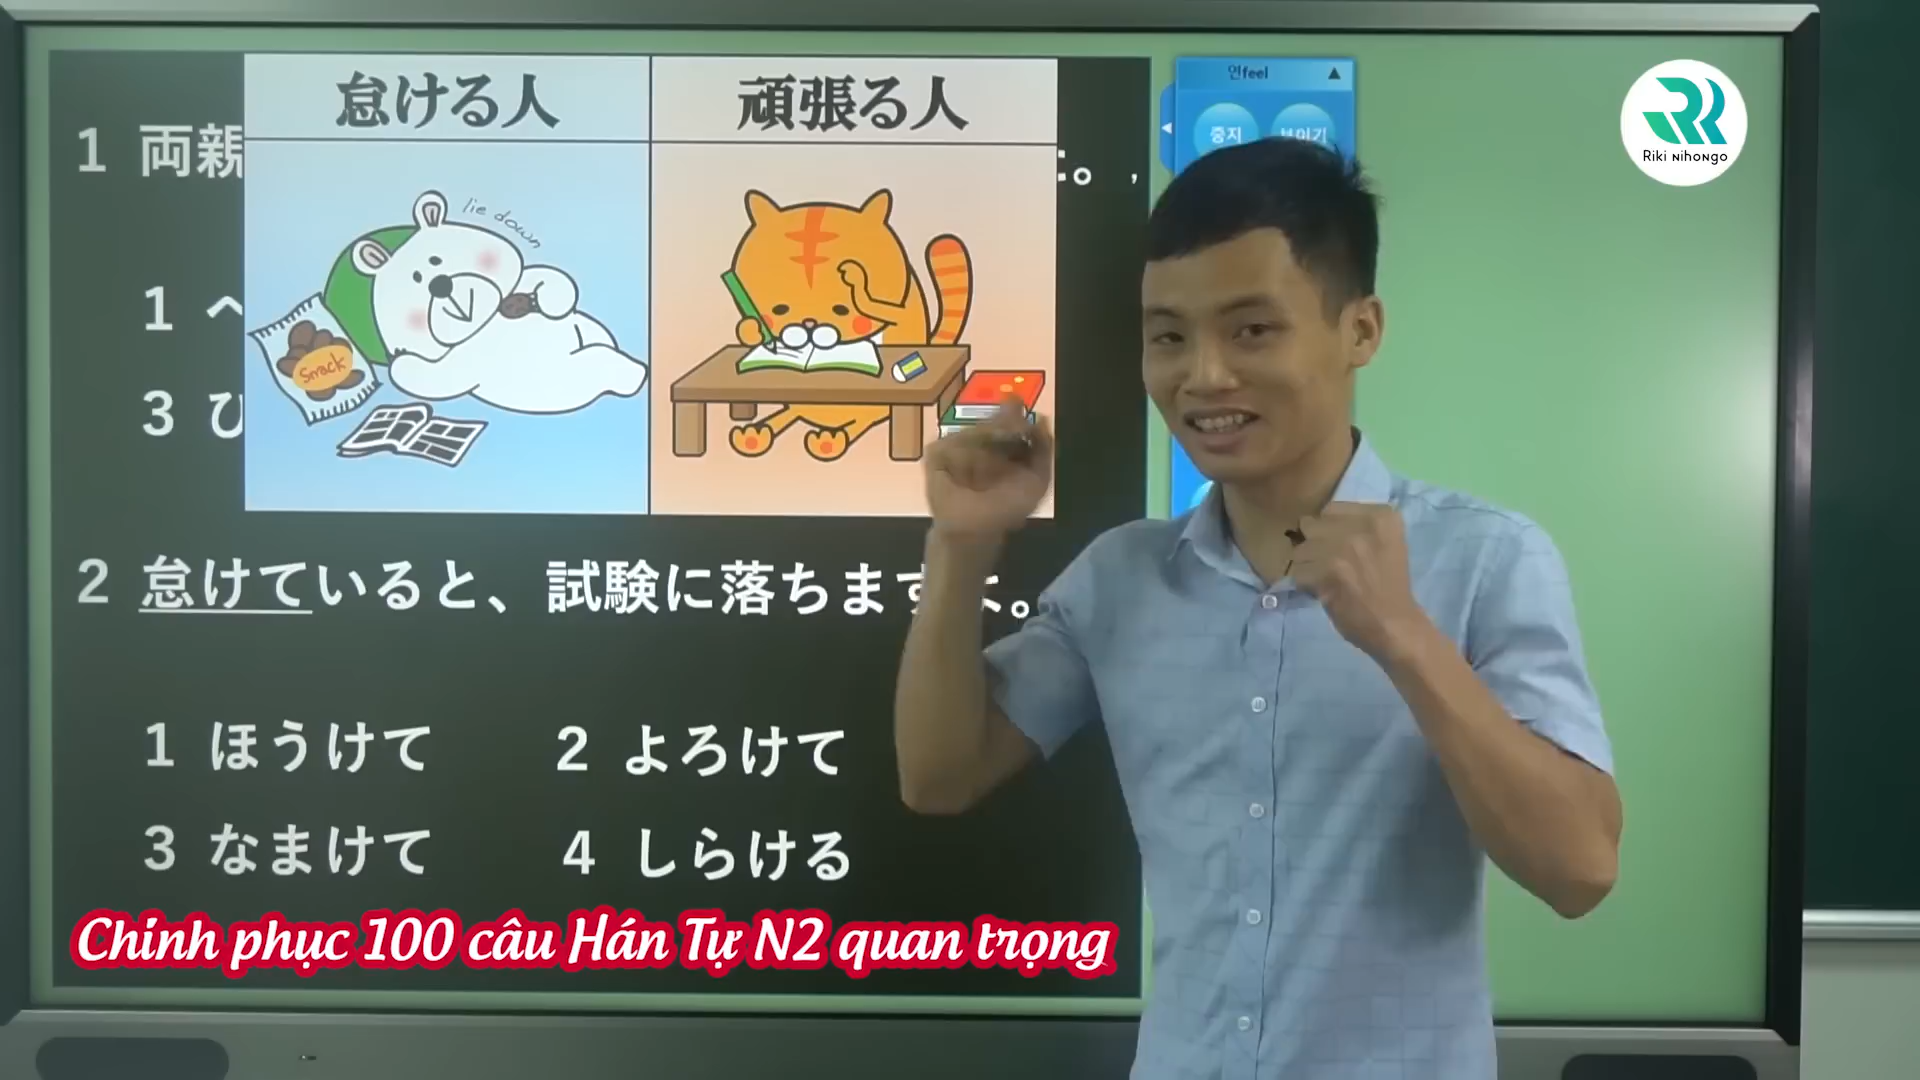 연feel
중지 보이기
Riki NihoNgo
怠ける人
頑張る人
1 両親
lie down
Snack
1 へ
3 ひ
2 怠けていると、試験に落ちますよ。
1 ほうけて 2 よろけて
3 なまけて 4 しらける
Chinh phục 100 câu Hán Tự N2 quan trọng